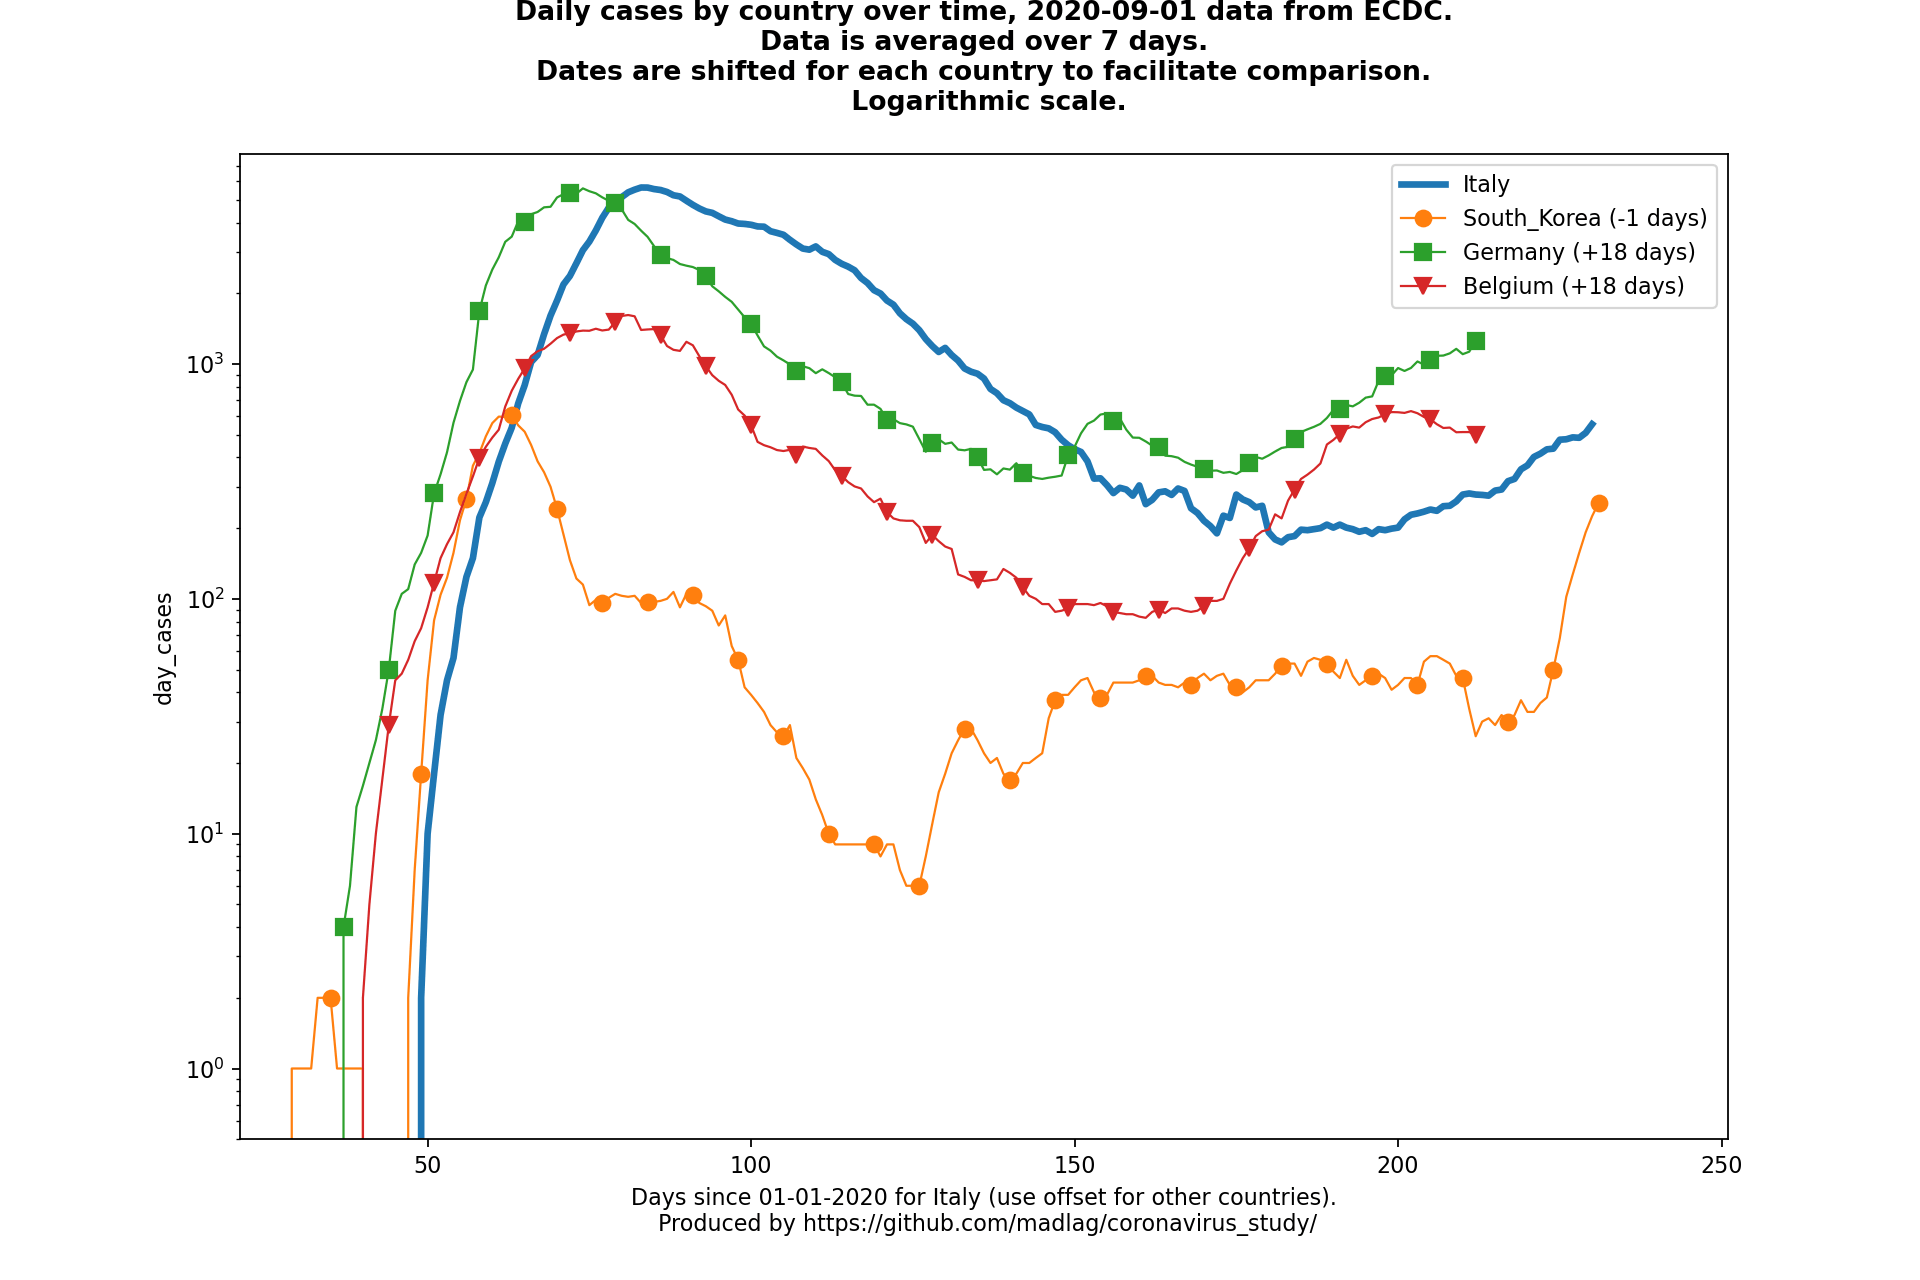 Daily cases by country over time, 2020-09-01 data from ECDC.
Data is averaged over 7 days.
Dates are shifted for each country to facilitate comparison.
Logarithmic scale.
Italy
South_Korea (-1 days)
Germany (+18 days)
Belgium (+18 days)
day_cases
10³
10²
10¹
10⁰
50 100 150 200 250
Days since 01-01-2020 for Italy (use offset for other countries).
Produced by https://github.com/madlag/coronavirus_study/